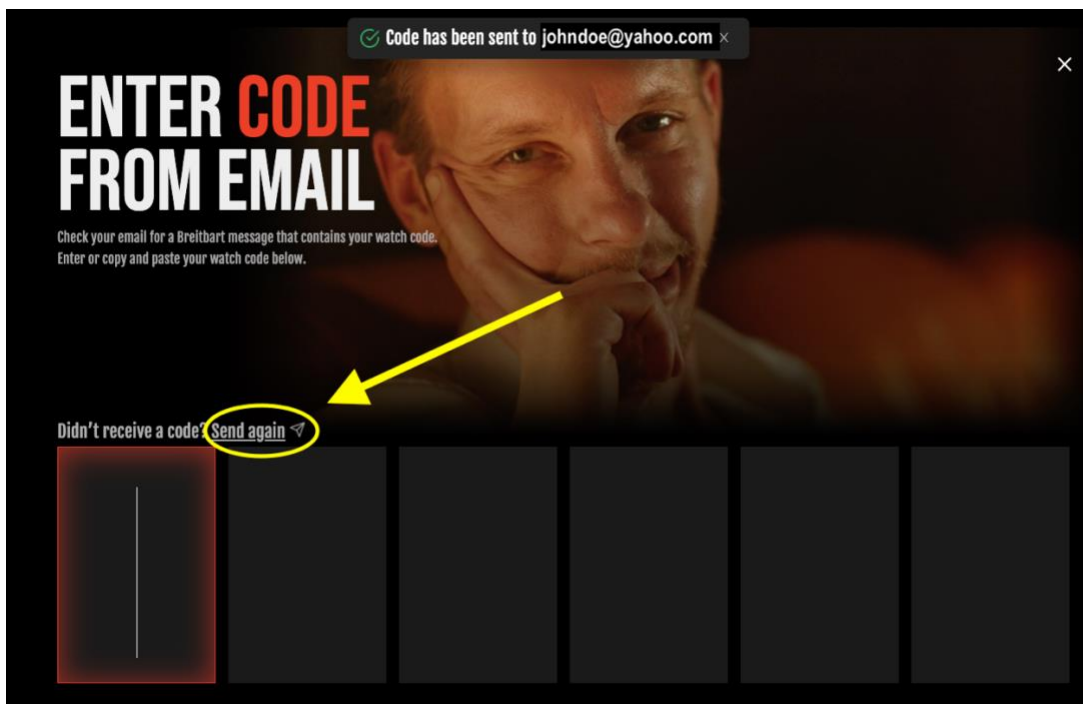 Code has been sent to johndoe@yahoo.com ×
ENTER CODE
FROM EMAIL
Check your email for a Breitbart message that contains your watch code.
Enter or copy and paste your watch code below.
Didn't receive a code? Send again